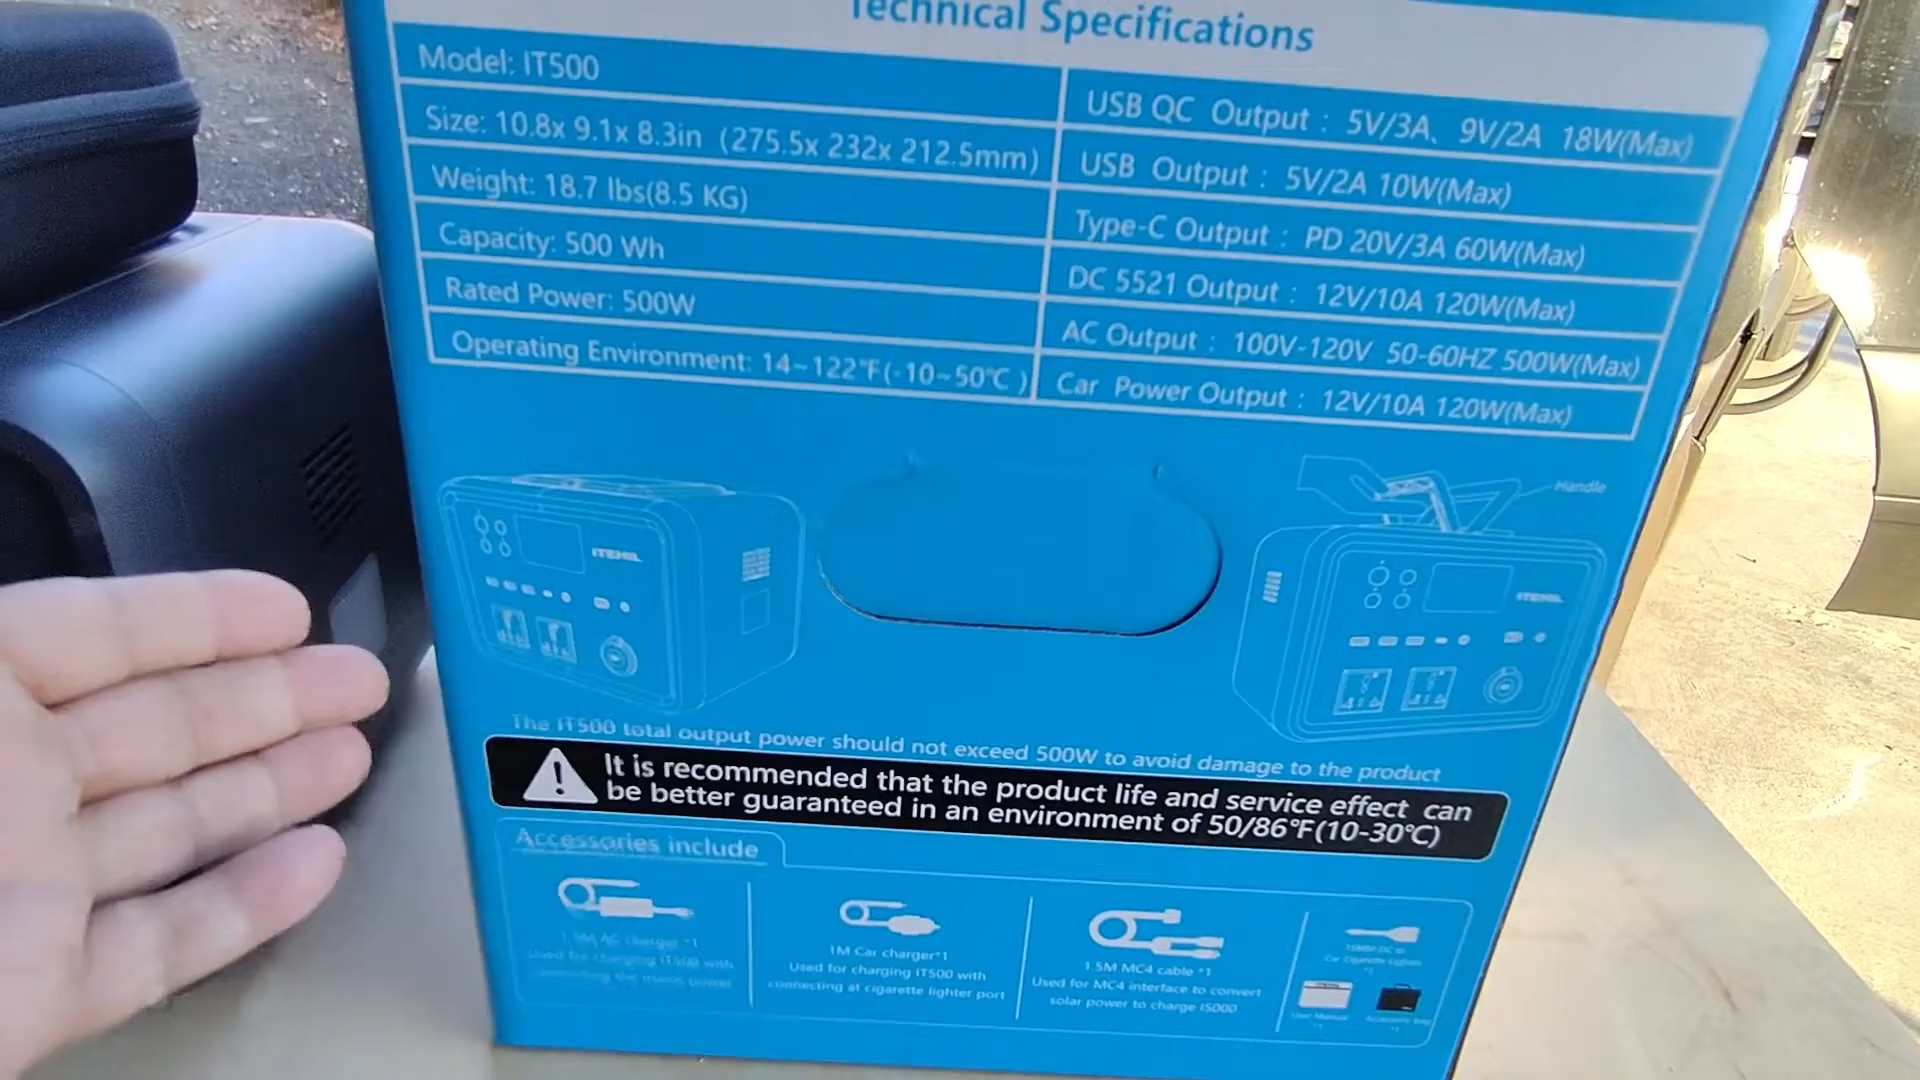 Technical Specifications
Model: IT500
Size: 10.8x 9.1x 8.3in (275.5x 232x 212.5mm)
Weight: 18.7 lbs(8.5 KG)
Capacity: 500 Wh
Rated Power: 500W
Operating Environment: 14~122°F(-10~50℃ )
USB QC Output : 5V/3A、 9V/2A 18W(Max)
USB Output : 5V/2A 10W(Max)
Type-C Output : PD 20V/3A 60W(Max)
DC 5521 Output : 12V/10A 120W(Max)
AC Output : 100V-120V 50-60HZ 500W(Max)
Car Power Output : 12V/10A 120W(Max)
ITEHIL
Handle
ITEHIL
The IT500 total output power should not exceed 500W to avoid damage to the product
It is recommended that the product life and service effect can
be better guaranteed in an environment of 50/86°F(10-30℃)
Accessories include
1.5M AC charger *1
Used for charging IT500 with
connecting the mains power
1M Car charger*1
Used for charging IT500 with
connecting at cigarette lighter port
1.5M MC4 cable *1
Used for MC4 interface to convert
solar power to charge IS000
Car Cigarette Lighter
User Manual
*1
Accessory Bag
*1